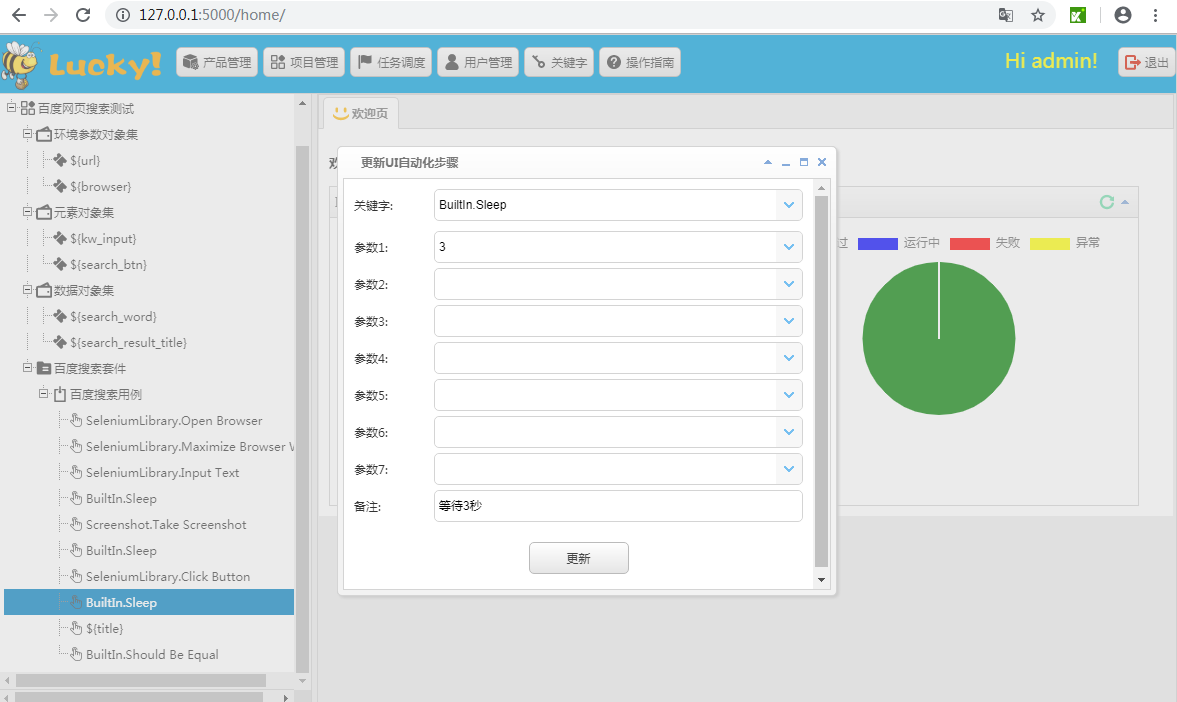 127.0.0.1:5000/home/
Lucky!
产品管理
项目管理
任务调度
用户管理
关键字
操作指南
Hi admin!
退出
百度网页搜索测试
环境参数对象集
${url}
${browser}
元素对象集
${kw_input}
${search_btn}
数据对象集
${search_word}
${search_result_title}
百度搜索套件
百度搜索用例
SeleniumLibrary.Open Browser
SeleniumLibrary.Maximize Browser
SeleniumLibrary.Input Text
BuiltIn.Sleep
Screenshot.Take Screenshot
BuiltIn.Sleep
SeleniumLibrary.Click Button
BuiltIn.Sleep
${title}
BuiltIn.Should Be Equal
欢迎页
过
运行中
失败
异常
更新UI自动化步骤
关键字: BuiltIn.Sleep
参数1: 3
参数2:
参数3:
参数4:
参数5:
参数6:
参数7:
备注: 等待3秒
更新